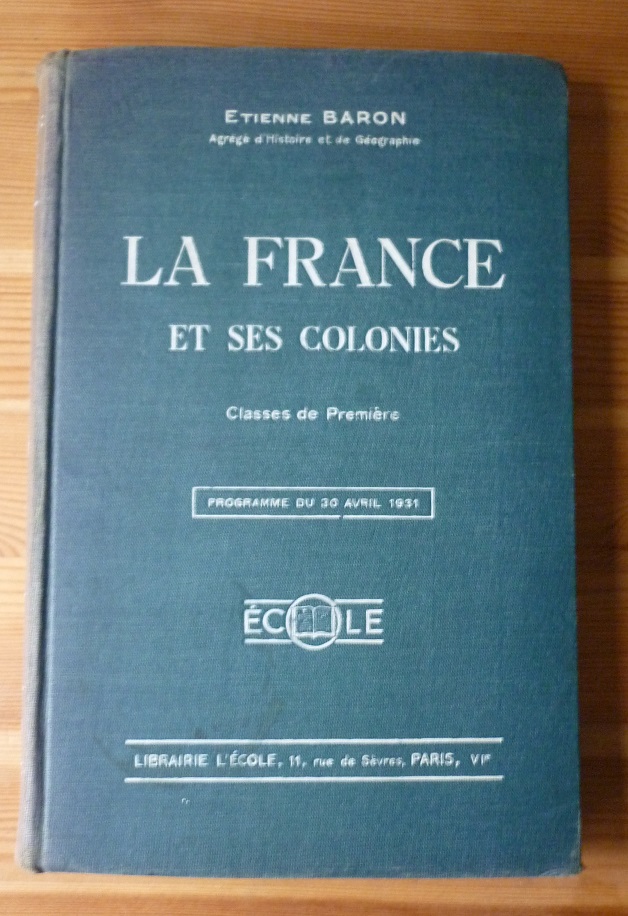 ETIENNE BARON
Agrégé d'Histoire et de Géographie
LA FRANCE
ET SES COLONIES
Classes de Première
PROGRAMME DU 30 AVRIL 1931
ÉCOLE
LIBRAIRIE L'ÉCOLE, 11, rue de Sèvres, PARIS, VIe